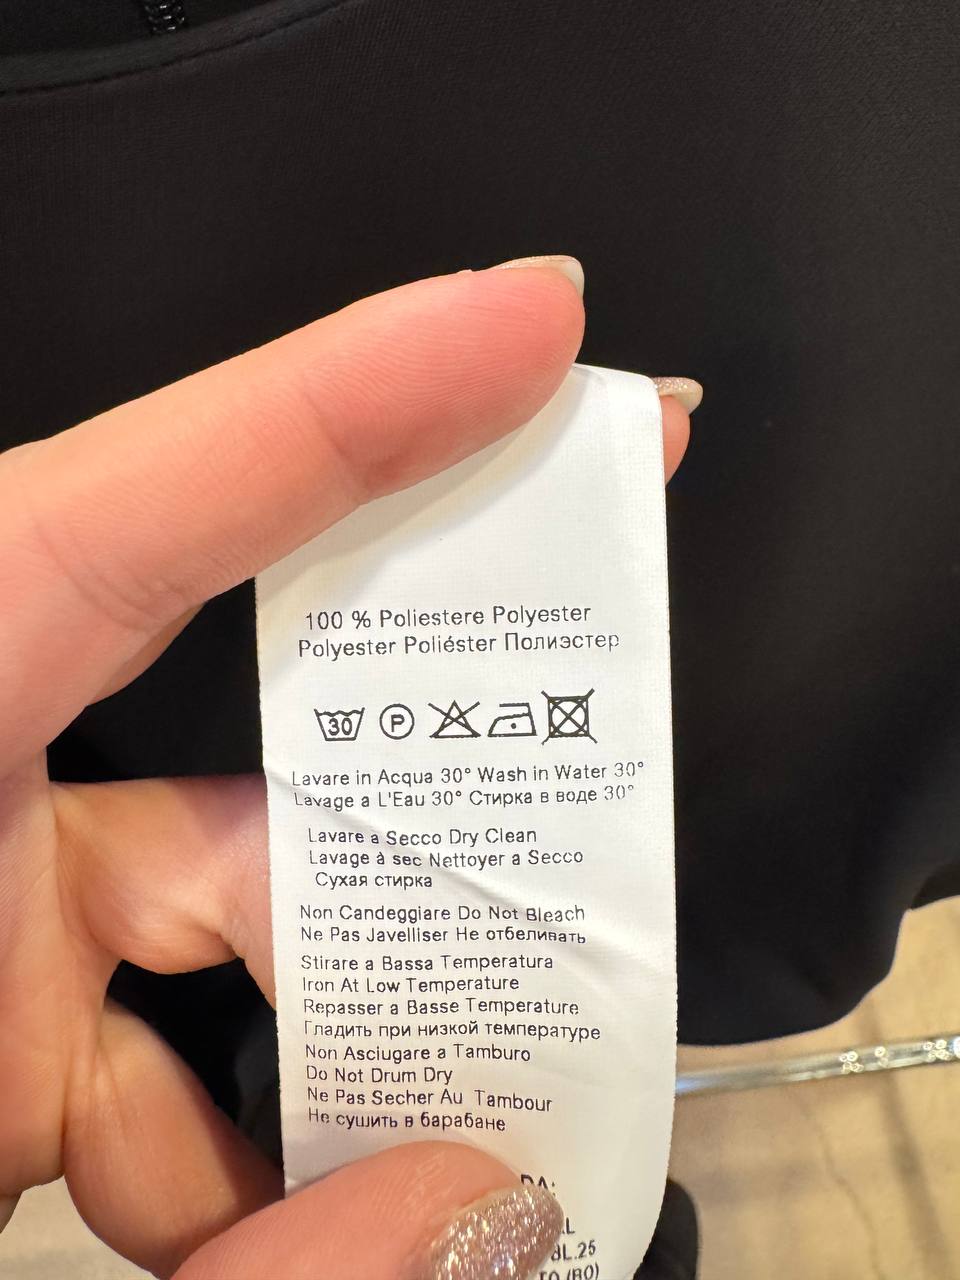 100 % Poliestere Polyester
Polyester Poliéster Полиэстер
30 P
Lavare in Acqua 30° Wash in Water 30°
Lavage a L'Eau 30° Стирка в воде 30°
Lavare a Secco Dry Clean
Lavage à sec Nettoyer a Secco
Сухая стирка
Non Candeggiare Do Not Bleach
Ne Pas Javelliser Не отбеливать
Stirare a Bassa Temperatura
Iron At Low Temperature
Repasser a Basse Temperature
Гладить при низкой температуре
Non Asciugare a Tamburo
Do Not Drum Dry
Ne Pas Secher Au Tambour
Не сушить в барабане
(BO)